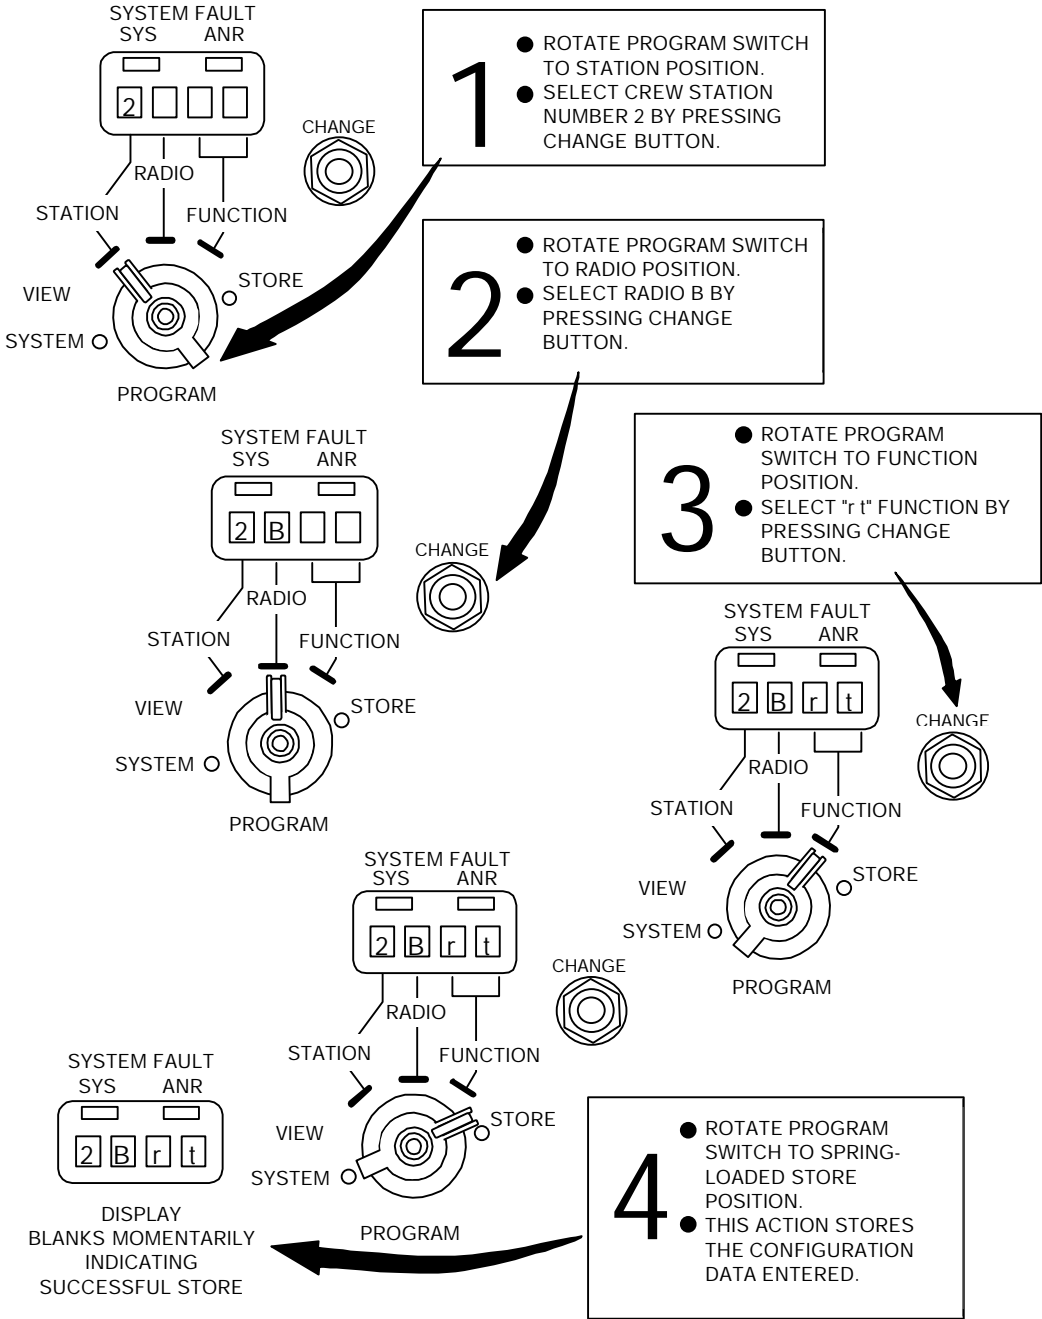 SYSTEM FAULT
SYS ANR
2
CHANGE
RADIO
STATION
FUNCTION
VIEW
STORE
SYSTEM
PROGRAM
1
● ROTATE PROGRAM SWITCH
TO STATION POSITION.
● SELECT CREW STATION
NUMBER 2 BY PRESSING
CHANGE BUTTON.
2
● ROTATE PROGRAM SWITCH
TO RADIO POSITION.
● SELECT RADIO B BY
PRESSING CHANGE
BUTTON.
SYSTEM FAULT
SYS ANR
2 B
CHANGE
RADIO
STATION
FUNCTION
VIEW
STORE
SYSTEM
PROGRAM
3
● ROTATE PROGRAM
SWITCH TO FUNCTION
POSITION.
● SELECT "r t" FUNCTION BY
PRESSING CHANGE
BUTTON.
SYSTEM FAULT
SYS ANR
2 B r t
CHANGE
RADIO
STATION
FUNCTION
VIEW
STORE
SYSTEM
PROGRAM
SYSTEM FAULT
SYS ANR
2 B r t
CHANGE
RADIO
STATION
FUNCTION
VIEW
STORE
SYSTEM
PROGRAM
4
● ROTATE PROGRAM
SWITCH TO SPRING-
LOADED STORE
POSITION.
● THIS ACTION STORES
THE CONFIGURATION
DATA ENTERED.
SYSTEM FAULT
SYS ANR
2 B r t
DISPLAY
BLANKS MOMENTARILY
INDICATING
SUCCESSFUL STORE